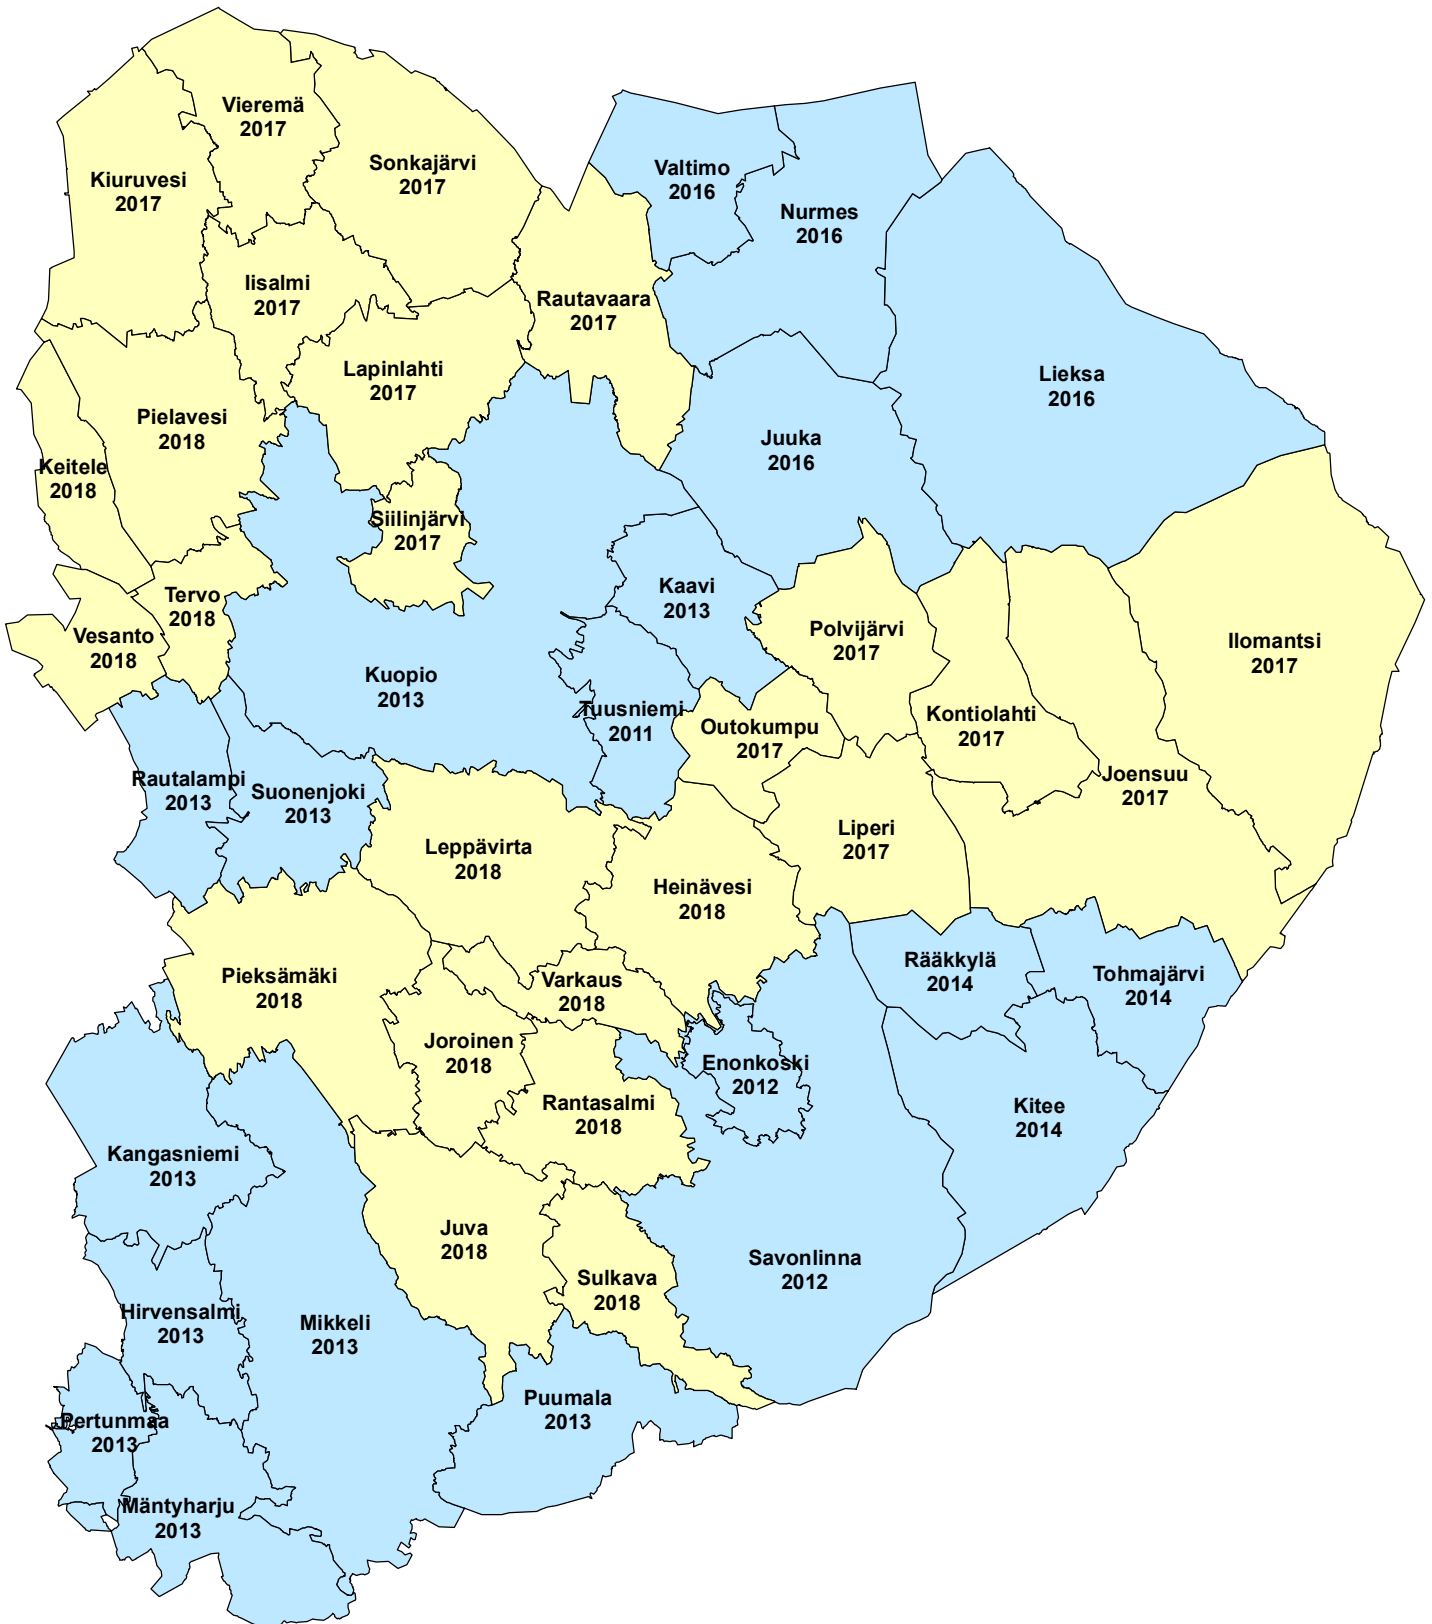 Vieremä
2017
Sonkajärvi
2017
Kiuruvesi
2017
Valtimo
2016
Nurmes
2016
Iisalmi
2017
Rautavaara
2017
Lapinlahti
2017
Lieksa
2016
Pielavesi
2018
Juuka
2016
Keitele
2018
Siilinjärvi
2017
Kaavi
2013
Tervo
2018
Vesanto
2018
Polvijärvi
2017
Ilomantsi
2017
Kuopio
2013
Tuusniemi
2011
Outokumpu
2017
Kontiolahti
2017
Joensuu
2017
Rautalampi
2013
Suonenjoki
2013
Leppävirta
2018
Liperi
2017
Heinävesi
2018
Rääkkylä
2014
Tohmajärvi
2014
Pieksämäki
2018
Varkaus
2018
Joroinen
2018
Enonkoski
2012
Rantasalmi
2018
Kitee
2014
Kangasniemi
2013
Juva
2018
Savonlinna
2012
Sulkava
2018
Hirvensalmi
2013
Mikkeli
2013
Puumala
2013
Pertunmaa
2013
Mäntyharju
2013